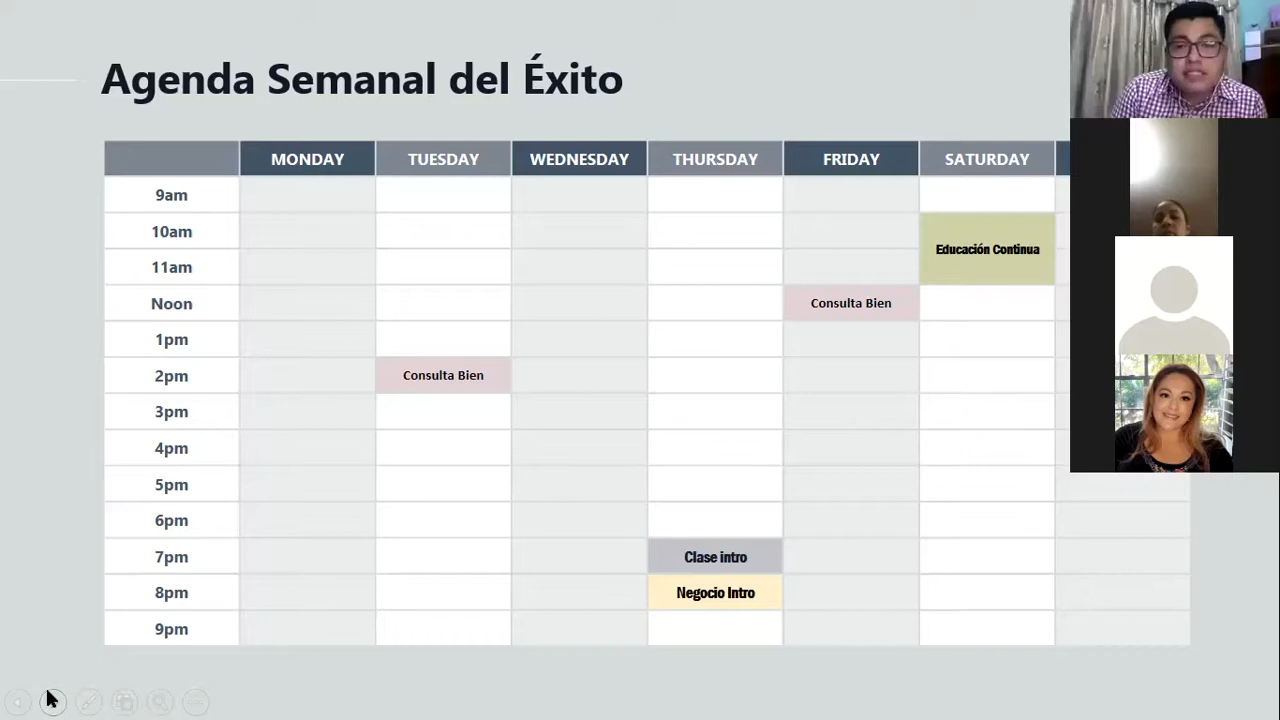 Agenda Semanal del Éxito
MONDAY TUESDAY WEDNESDAY THURSDAY FRIDAY SATURDAY
9am
10am
Educación Continua
11am
Noon Consulta Bien
1pm
2pm Consulta Bien
3pm
4pm
5pm
6pm
7pm Clase intro
8pm Negocio Intro
9pm